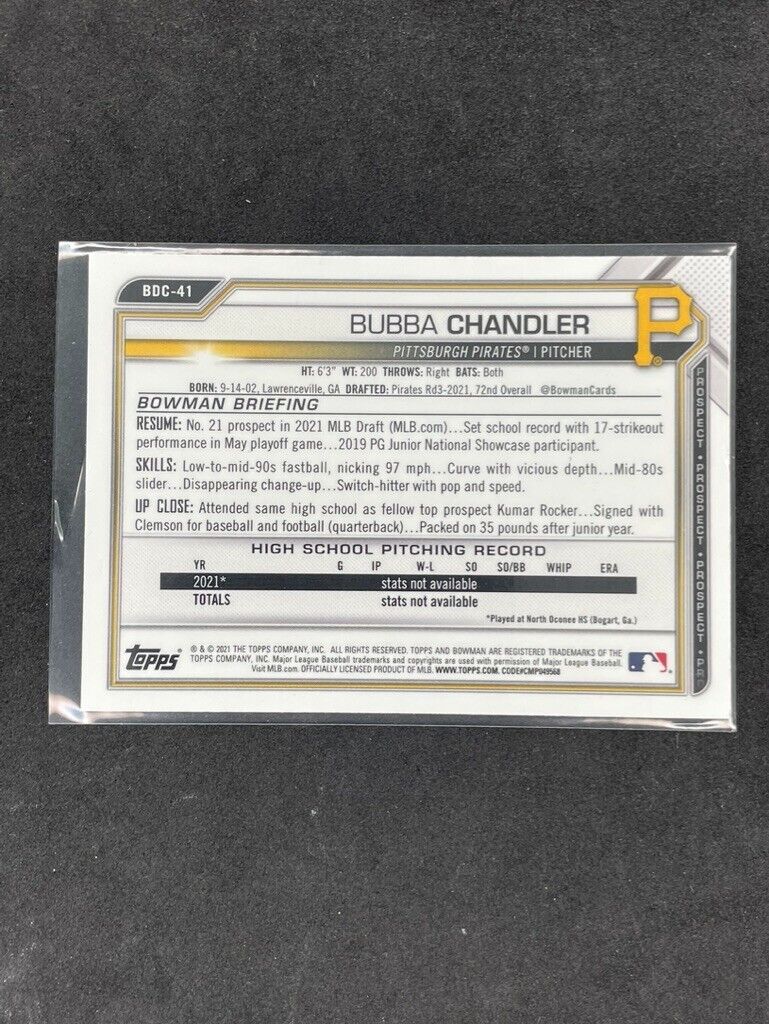 BDC-41
BUBBA CHANDLER
P
PITTSBURGH PIRATES® | PITCHER
HT: 6'3" WT: 200 THROWS: Right BATS: Both
BORN: 9-14-02, Lawrenceville, GA DRAFTED: Pirates Rd3-2021, 72nd Overall @BowmanCards
BOWMAN BRIEFING
RESUME: No. 21 prospect in 2021 MLB Draft (MLB.com)...Set school record with 17-strikeout
performance in May playoff game...2019 PG Junior National Showcase participant.
SKILLS: Low-to-mid-90s fastball, nicking 97 mph...Curve with vicious depth...Mid-80s
slider...Disappearing change-up...Switch-hitter with pop and speed.
UP CLOSE: Attended same high school as fellow top prospect Kumar Rocker...Signed with
Clemson for baseball and football (quarterback)...Packed on 35 pounds after junior year.
HIGH SCHOOL PITCHING RECORD
YR G IP W-L SO SO/BB WHIP ERA
2021* stats not available
TOTALS stats not available
*Played at North Oconee HS (Bogart, Ga.)
TOPPS®
® & © 2021 THE TOPPS COMPANY, INC. ALL RIGHTS RESERVED. TOPPS AND BOWMAN ARE REGISTERED TRADEMARKS OF THE
TOPPS COMPANY, INC. Major League Baseball trademarks and copyrights are used with permission of Major League Baseball.
Visit MLB.com. OFFICIALLY LICENSED PRODUCT OF MLB. WWW.TOPPS.COM. CODE#CMP049568
PROSPECT • PROSPECT • PROSPECT • PR